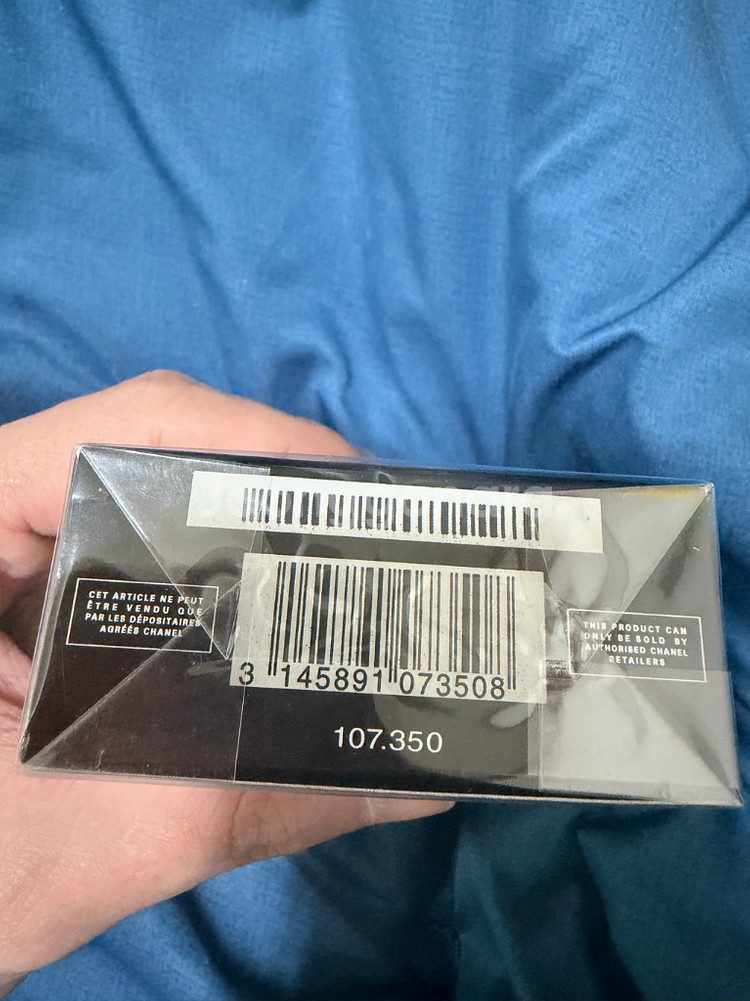 CET ARTICLE NE PEUT
ÊTRE VENDU QUE
PAR LES DÉPOSITAIRES
AGRÉÉS CHANEL
THIS PRODUCT CAN
ONLY BE SOLD BY
AUTHORISED CHANEL
RETAILERS
3 145891 073508
107.350